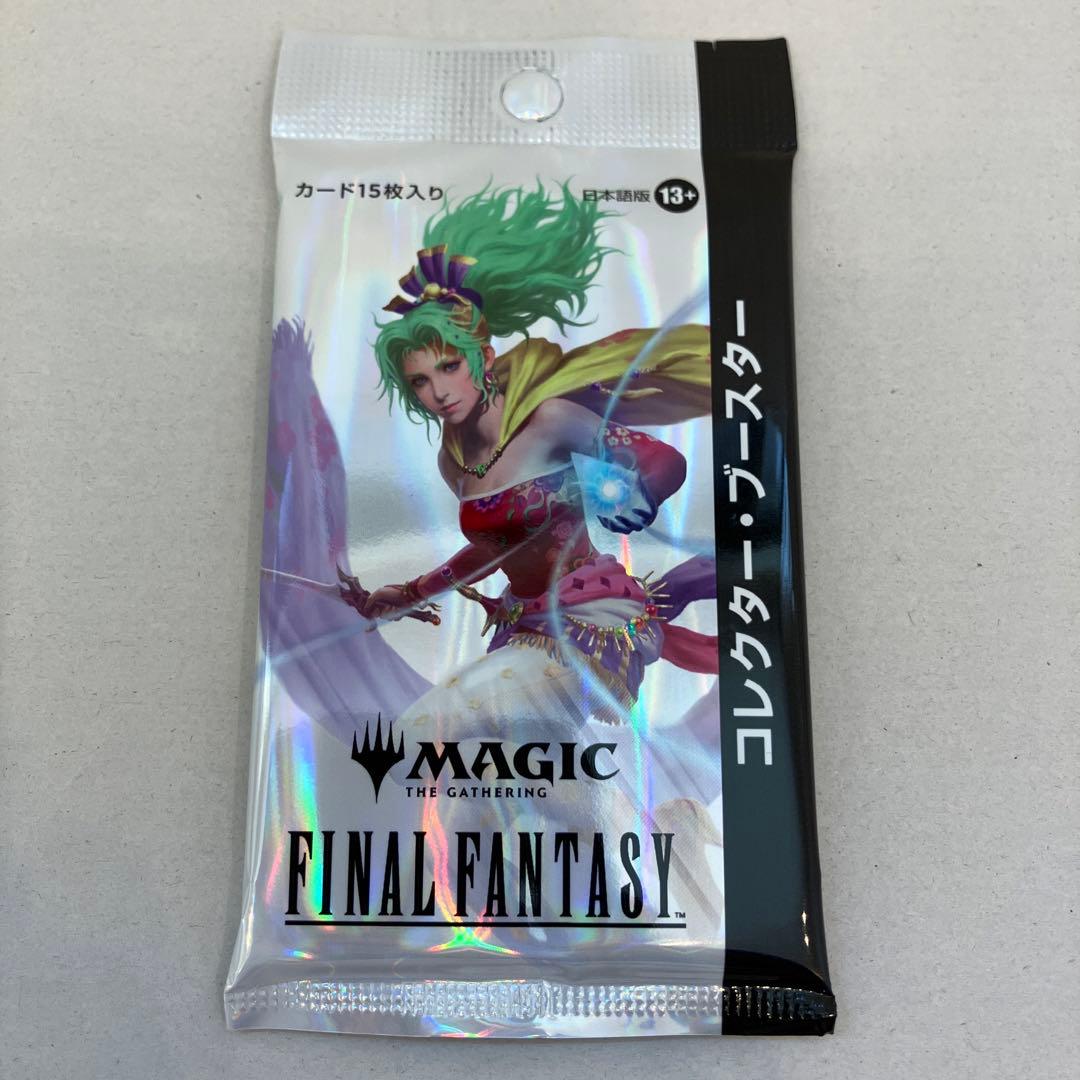 カード15枚入り
日本語版 13+
コレクター・ブースター
MAGIC
THE GATHERING
FINAL FANTASY™